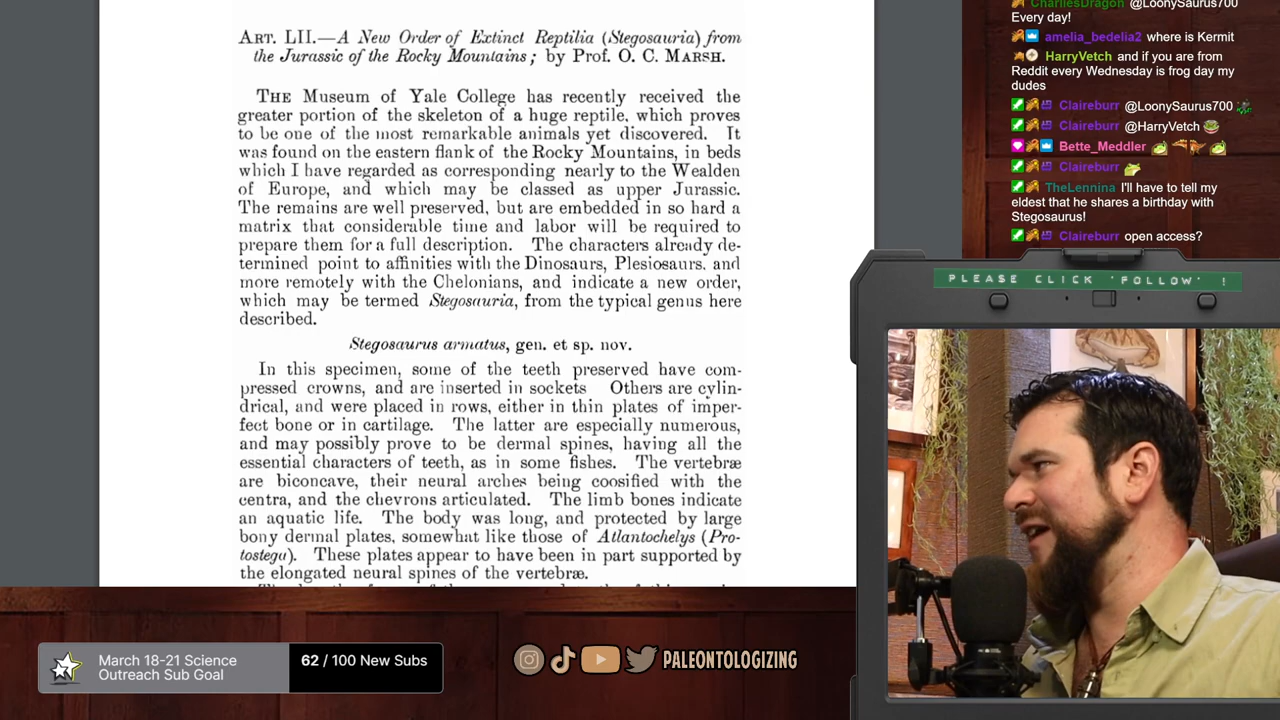 ART. LII.—A New Order of Extinct Reptilia (Stegosauria) from
the Jurassic of the Rocky Mountains; by Prof. O. C. MARSH.
THE Museum of Yale College has recently received the
greater portion of the skeleton of a huge reptile, which proves
to be one of the most remarkable animals yet discovered. It
was found on the eastern flank of the Rocky Mountains, in beds
which I have regarded as corresponding nearly to the Wealden
of Europe, and which may be classed as upper Jurassic.
The remains are well preserved, but are embedded in so hard a
matrix that considerable time and labor will be required to
prepare them for a full description. The characters already de-
termined point to affinities with the Dinosaurs, Plesiosaurs, and
more remotely with the Chelonians, and indicate a new order,
which may be termed Stegosauria, from the typical genus here
described.
Stegosaurus armatus, gen. et sp. nov.
In this specimen, some of the teeth preserved have com-
pressed crowns, and are inserted in sockets Others are cylin-
drical, and were placed in rows, either in thin plates of imper-
fect bone or in cartilage. The latter are especially numerous,
and may possibly prove to be dermal spines, having all the
essential characters of teeth, as in some fishes. The vertebræ
are biconcave, their neural arches being coosified with the
centra, and the chevrons articulated. The limb bones indicate
an aquatic life. The body was long, and protected by large
bony dermal plates, somewhat like those of Atlantochelys (Pro-
tostega). These plates appear to have been in part supported by
the elongated neural spines of the vertebræ.
CharliesDragon @LoonySaurus700
Every day!
amelia_bedelia2 where is Kermit
HarryVetch and if you are from
Reddit every Wednesday is frog day my
dudes
Claireburr @LoonySaurus700
Claireburr @HarryVetch
Bette_Meddler
Claireburr
TheLennina I'll have to tell my
eldest that he shares a birthday with
Stegosaurus!
Claireburr open access?
PLEASE CLICK 'FOLLOW' !
March 18-21 Science
Outreach Sub Goal
62 / 100 New Subs
PALEONTOLOGIZING